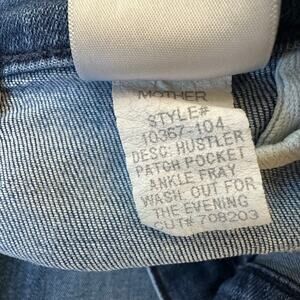 MOTHER
STYLE#
10367-104
DESC: HUSTLER
PATCH POCKET
ANKLE FRAY
WASH: OUT FOR
THE EVENING
CUT# 708203